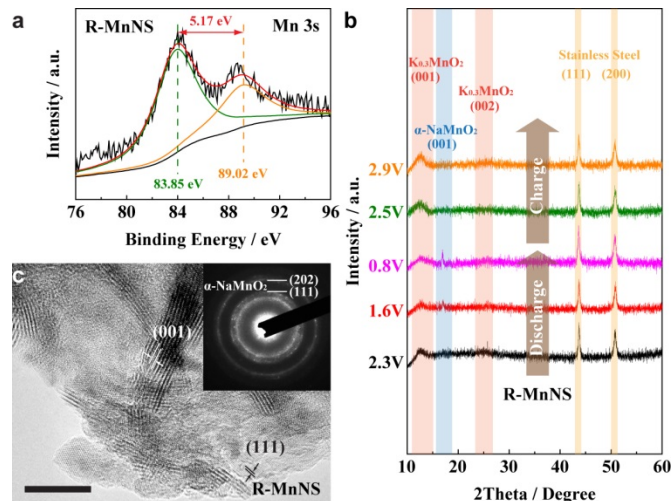 a
R-MnNS
5.17 eV
Mn 3s
Intensity / a.u.
83.85 eV
89.02 eV
76 80 84 88 92 96
Binding Energy / eV
b
K₀.₃MnO₂
(001)
K₀.₃MnO₂
(002)
Stainless Steel
(111) (200)
α-NaMnO₂
(001)
Intensity / a.u.
2.9V
2.5V
0.8V
1.6V
2.3V
Charge
Discharge
R-MnNS
10 20 30 40 50 60
2Theta / Degree
c
(001)
α-NaMnO₂
(202)
(111)
(111)
R-MnNS